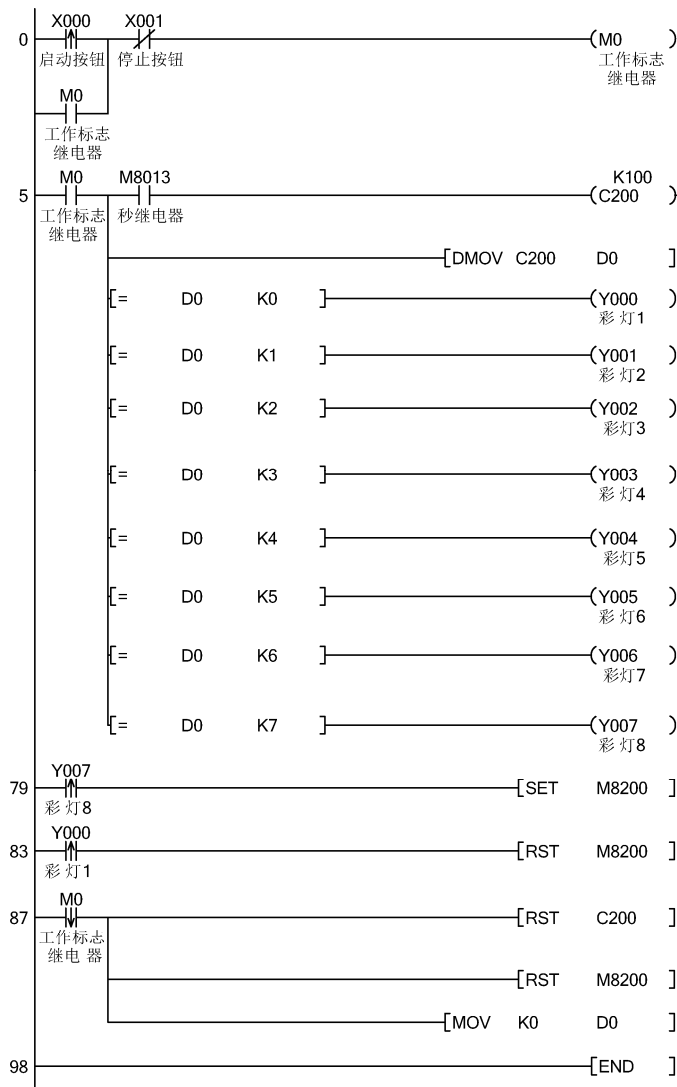 X000 X001
0 (M0 )
启动按钮 停止按钮 工作标志
继电器
M0
工作标志
继电器
M0 M8013 K100
5 (C200 )
工作标志 秒继电器
继电器
[DMOV C200 D0 ]
[= D0 K0 ] (Y000 )
彩灯1
[= D0 K1 ] (Y001 )
彩灯2
[= D0 K2 ] (Y002 )
彩灯3
[= D0 K3 ] (Y003 )
彩灯4
[= D0 K4 ] (Y004 )
彩灯5
[= D0 K5 ] (Y005 )
彩灯6
[= D0 K6 ] (Y006 )
彩灯7
[= D0 K7 ] (Y007 )
彩灯8
Y007
79 [SET M8200 ]
彩灯8
Y000
83 [RST M8200 ]
彩灯1
M0
87 [RST C200 ]
工作标志
继电器
[RST M8200 ]
[MOV K0 D0 ]
98 [END ]